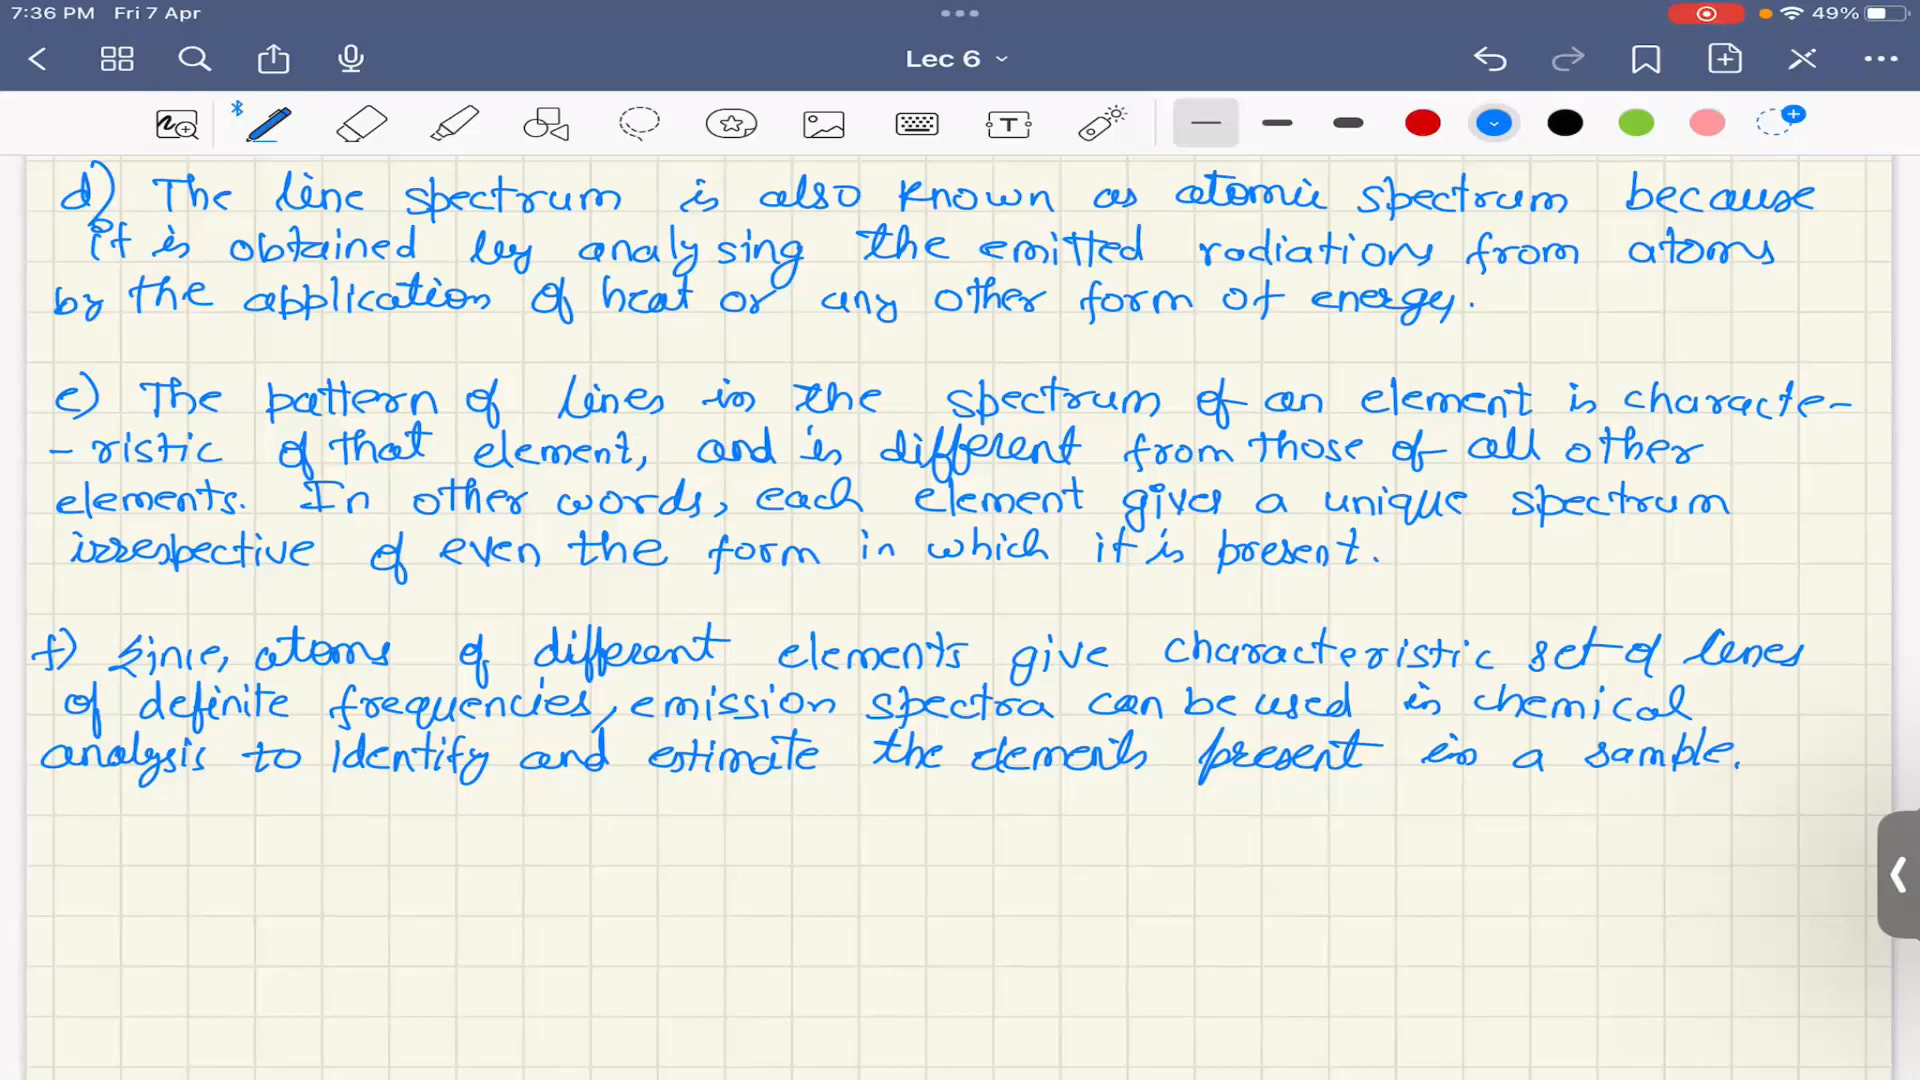 7:36 PM Fri 7 Apr
49%
Lec 6
d) The line spectrum is also known as atomic spectrum because
it is obtained by analysing the emitted radiations from atoms
by the application of heat or any other form of energy.
e) The pattern of lines in the spectrum of an element is characte-
-ristic of that element, and is different from those of all other
elements. In other words, each element gives a unique spectrum
irrespective of even the form in which it is present.
f) Since, atoms of different elements give characteristic set of lines
of definite frequencies, emission spectra can be used in chemical
analysis to identify and estimate the elements present in a sample.